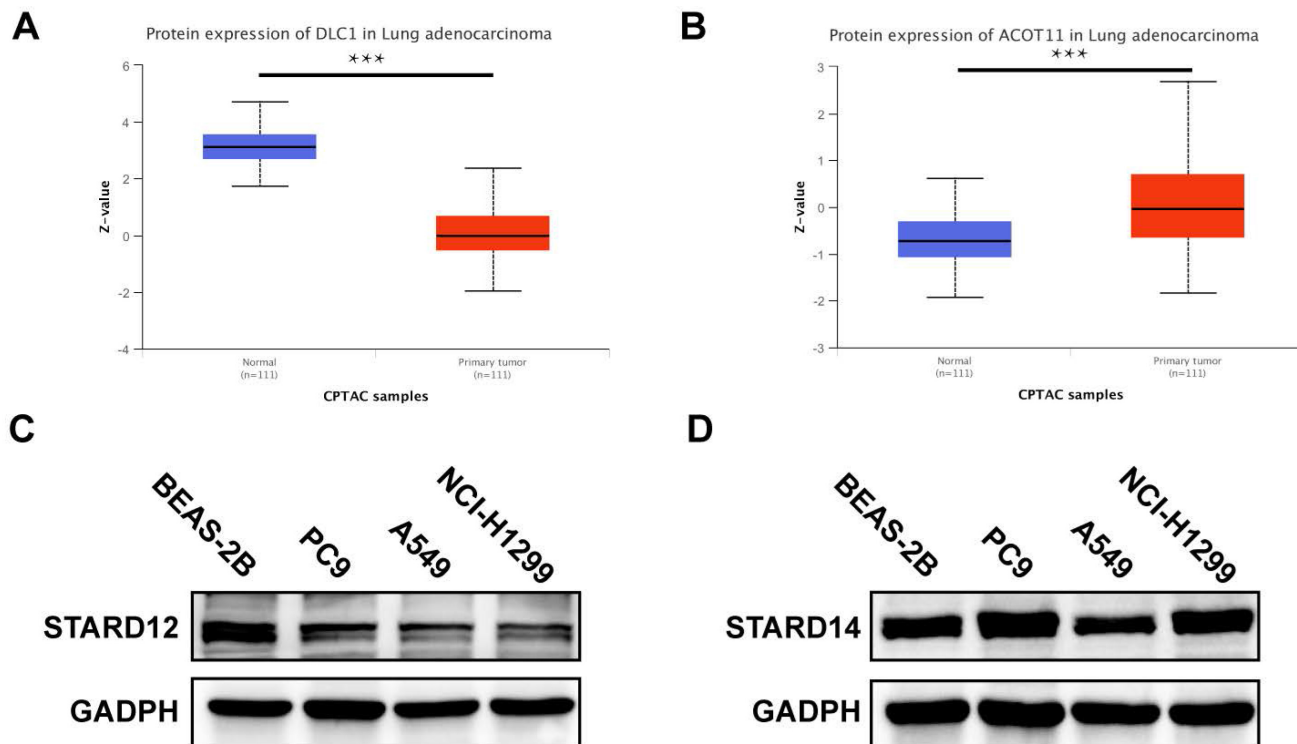 A
Protein expression of DLC1 in Lung adenocarcinoma
***
6
4
2
0
-2
-4
Z-value
Normal
(n=111)
Primary tumor
(n=111)
CPTAC samples
B
Protein expression of ACOT11 in Lung adenocarcinoma
***
3
2
1
0
-1
-2
-3
Z-value
Normal
(n=111)
Primary tumor
(n=111)
CPTAC samples
C
BEAS-2B
PC9
A549
NCI-H1299
STARD12
GADPH
D
BEAS-2B
PC9
A549
NCI-H1299
STARD14
GADPH